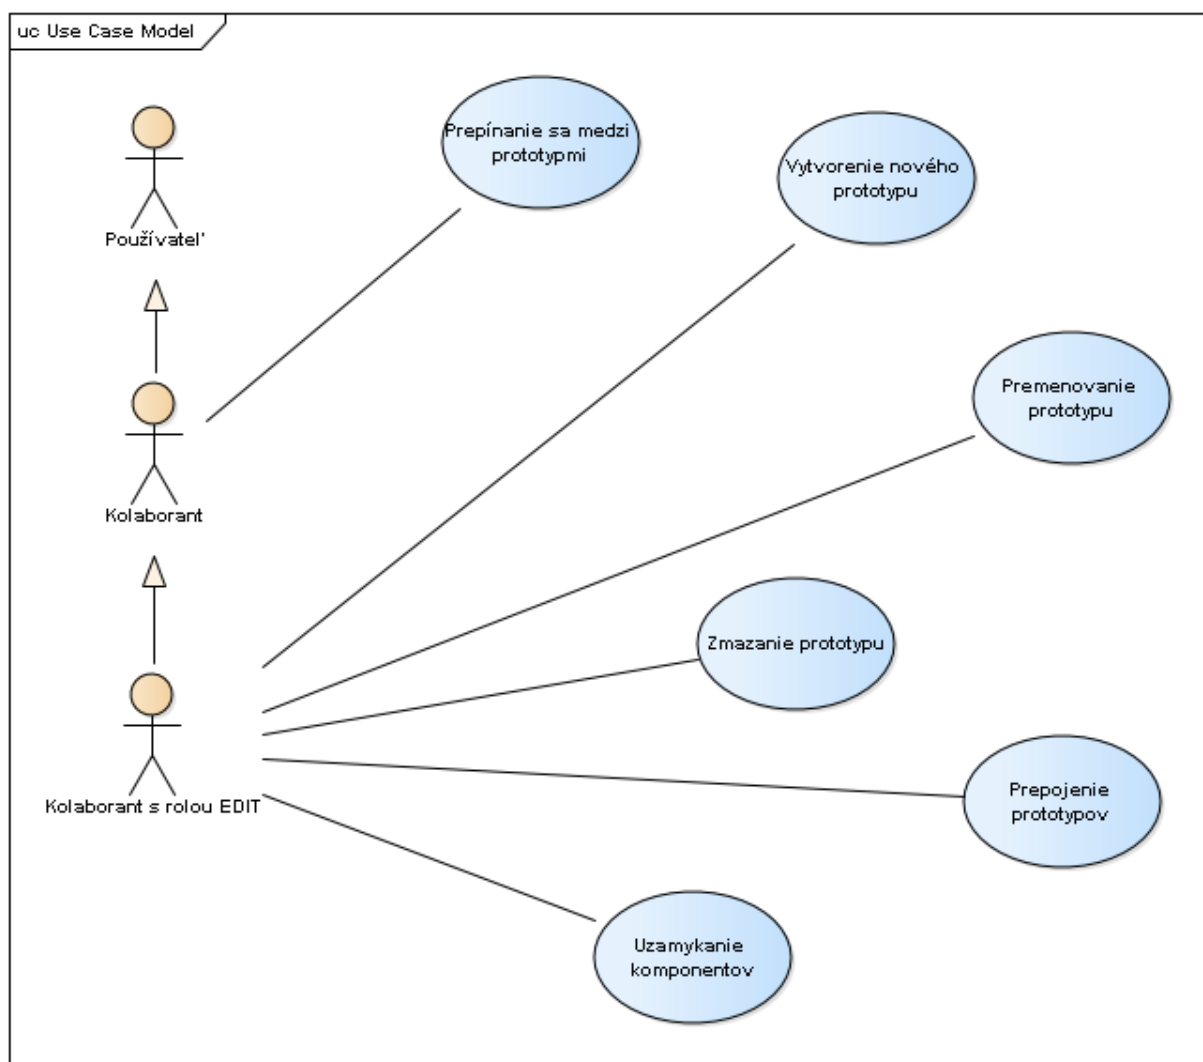 uc Use Case Model
Prepínanie sa medzi
prototypmi
Vytvorenie nového
prototypu
Používateľ
Premenovanie
prototypu
Kolaborant
Zmazanie prototypu
Prepojenie
prototypov
Kolaborant s rolou EDIT
Uzamykanie
komponentov